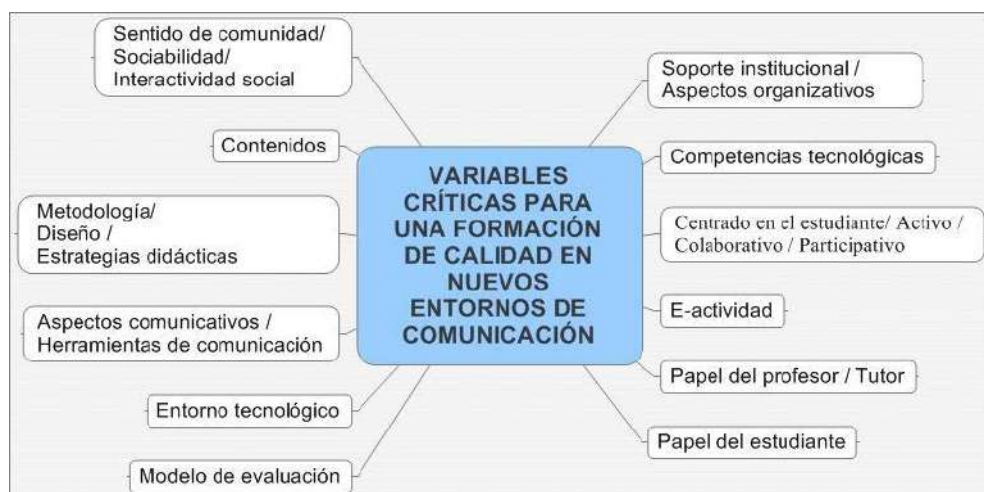 Sentido de comunidad/
Sociabilidad/
Interactividad social
Contenidos
Metodología/
Diseño /
Estrategias didácticas
Aspectos comunicativos /
Herramientas de comunicación
Entorno tecnológico
Modelo de evaluación
VARIABLES
CRÍTICAS PARA
UNA FORMACIÓN
DE CALIDAD EN
NUEVOS
ENTORNOS DE
COMUNICACIÓN
Soporte institucional /
Aspectos organizativos
Competencias tecnológicas
Centrado en el estudiante/ Activo /
Colaborativo / Participativo
E-actividad
Papel del profesor / Tutor
Papel del estudiante